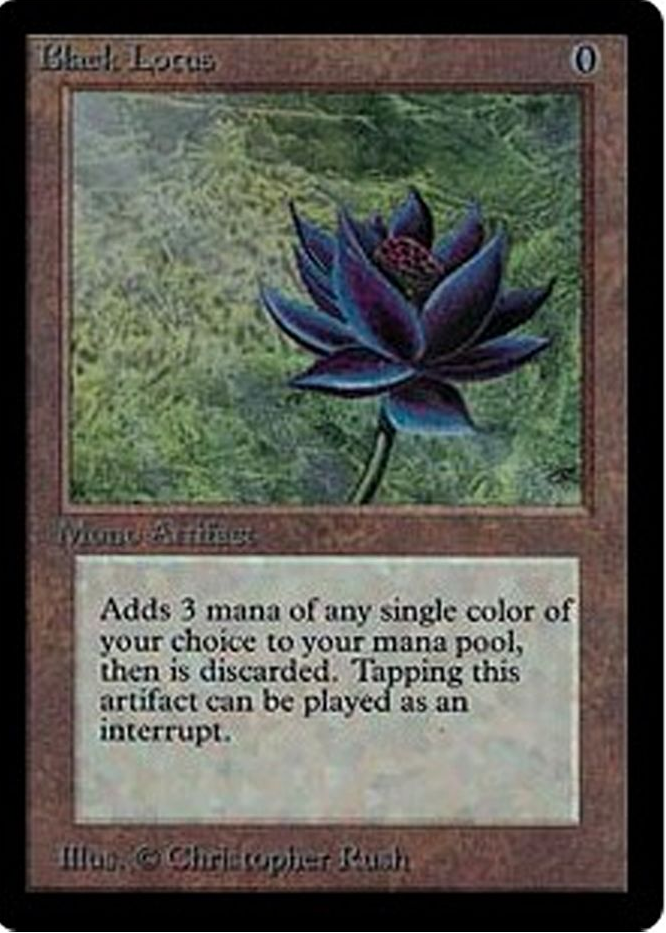 Black Lotus 0
Mono Artifact
Adds 3 mana of any single color of
your choice to your mana pool,
then is discarded. Tapping this
artifact can be played as an
interrupt.
Illus. © Christopher Rush